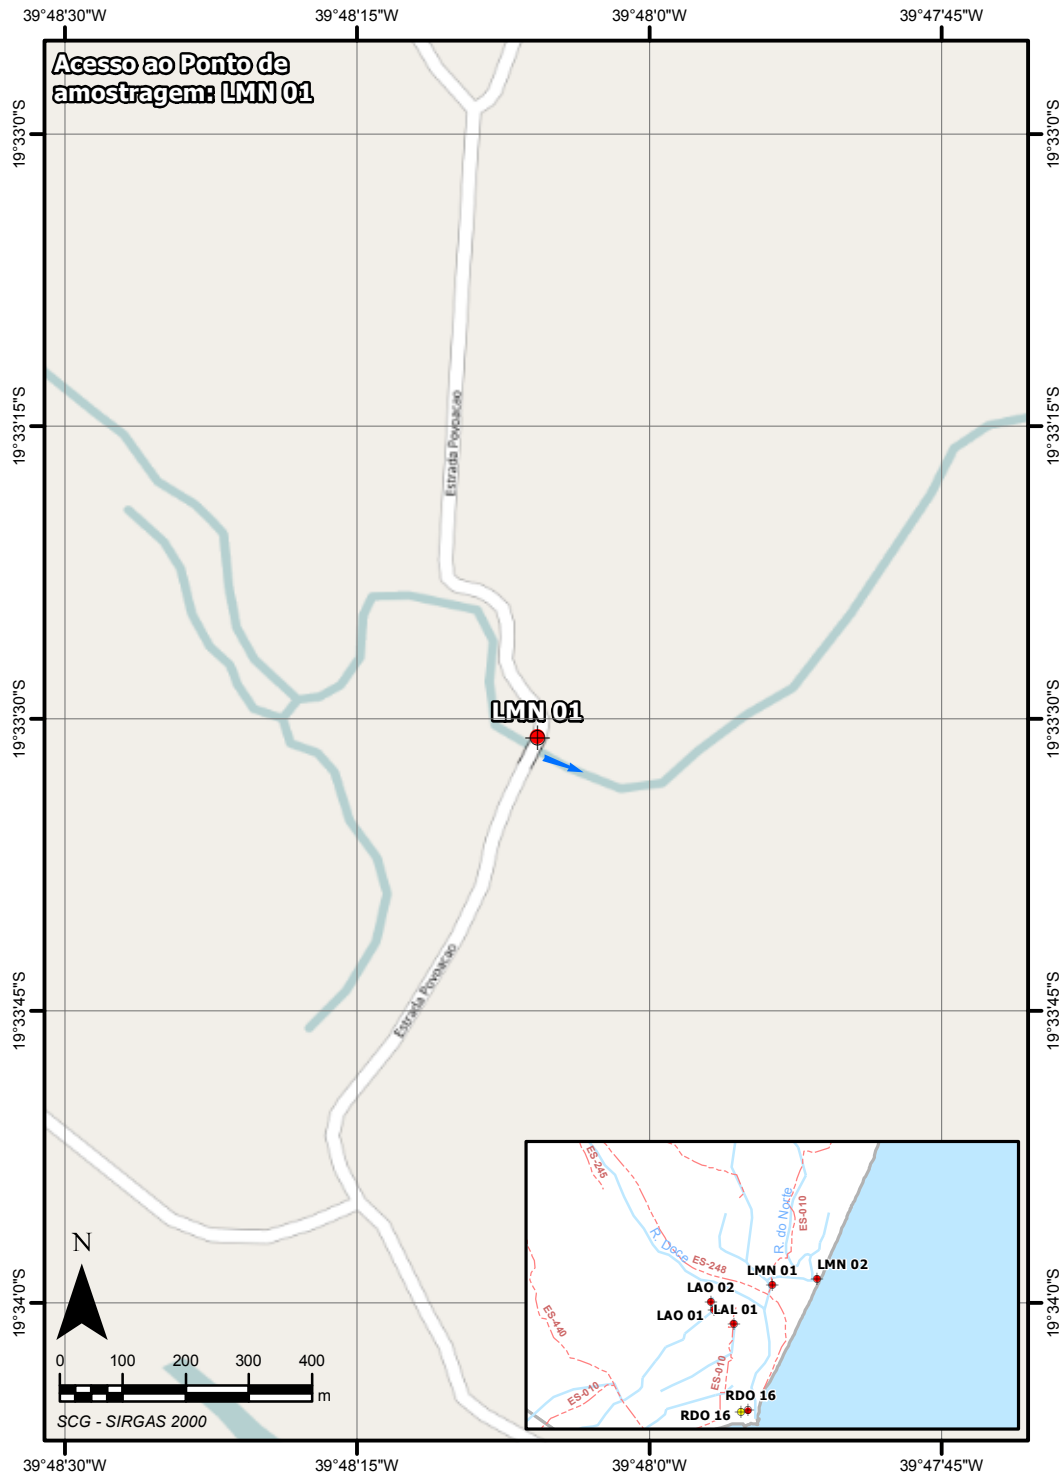 39°48'30"W
39°48'15"W
39°48'0"W
39°47'45"W
Acesso ao Ponto de
amostragem: LMN 01
19°33'0"S
19°33'0"S
19°33'15"S
19°33'15"S
Estrada Povoacao
19°33'30"S
19°33'30"S
LMN 01
19°33'45"S
19°33'45"S
Estrada Povoacao
19°34'0"S
19°34'0"S
N
0 100 200 300 400
m
SCG - SIRGAS 2000
ES-245
R. do Norte
ES-010
R. Doce
ES-248
LMN 01
LMN 02
LAO 02
LAO 01
LAL 01
ES-440
ES-010
ES-010
RDO 16
RDO 16
39°48'30"W
39°48'15"W
39°48'0"W
39°47'45"W